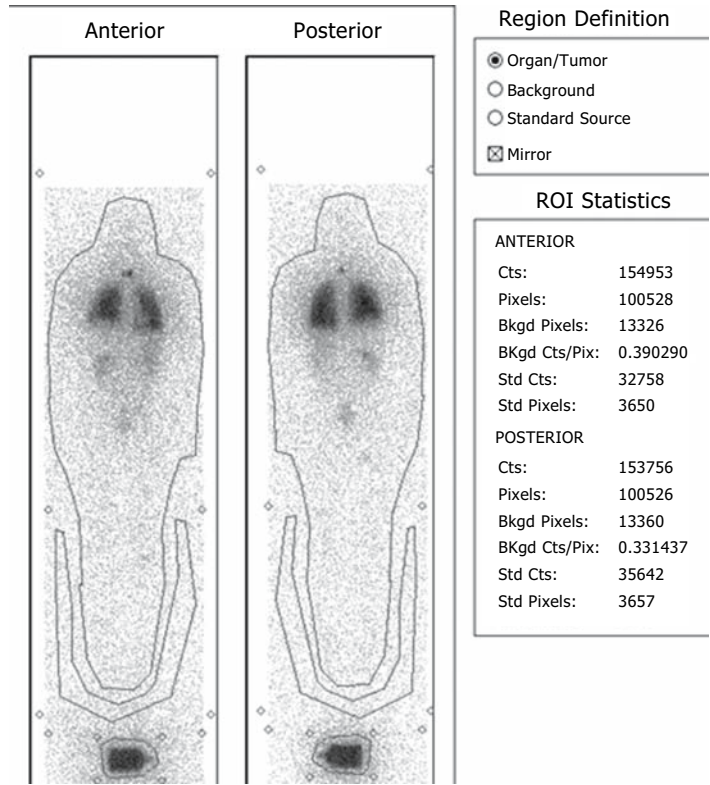 Anterior
Posterior
Region Definition
Organ/Tumor
Background
Standard Source
Mirror
ROI Statistics
ANTERIOR
Cts: 154953
Pixels: 100528
Bkgd Pixels: 13326
BKgd Cts/Pix: 0.390290
Std Cts: 32758
Std Pixels: 3650
POSTERIOR
Cts: 153756
Pixels: 100526
Bkgd Pixels: 13360
BKgd Cts/Pix: 0.331437
Std Cts: 35642
Std Pixels: 3657